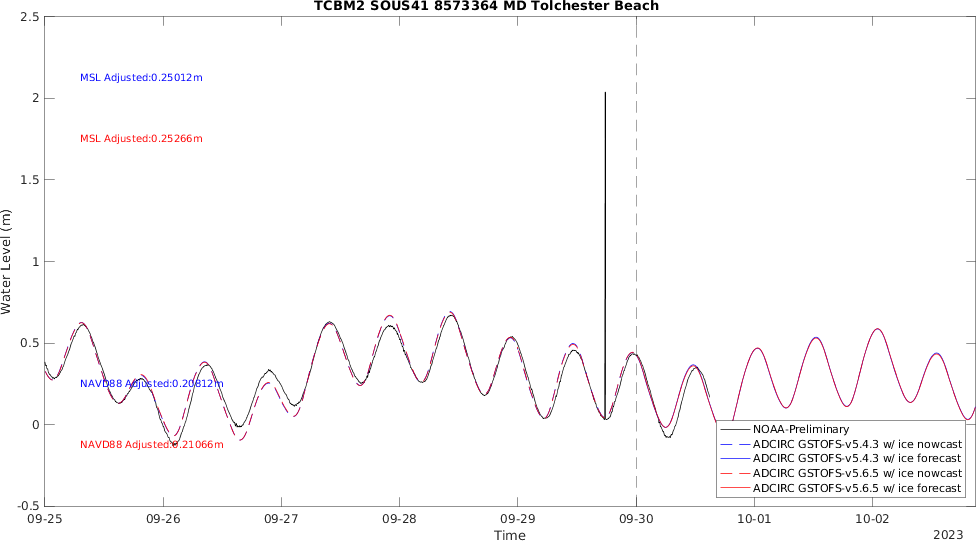 TCBM2 SOUS41 8573364 MD Tolchester Beach
2.5
2
1.5
1
0.5
0
-0.5
Water Level (m)
MSL Adjusted:0.25012m
MSL Adjusted:0.25266m
NAVD88 Adjusted:0.20812m
NAVD88 Adjusted:0.21066m
NOAA-Preliminary
ADCIRC GSTOFS-v5.4.3 w/ ice nowcast
ADCIRC GSTOFS-v5.4.3 w/ ice forecast
ADCIRC GSTOFS-v5.6.5 w/ ice nowcast
ADCIRC GSTOFS-v5.6.5 w/ ice forecast
09-25 09-26 09-27 09-28 09-29 09-30 10-01 10-02
Time
2023